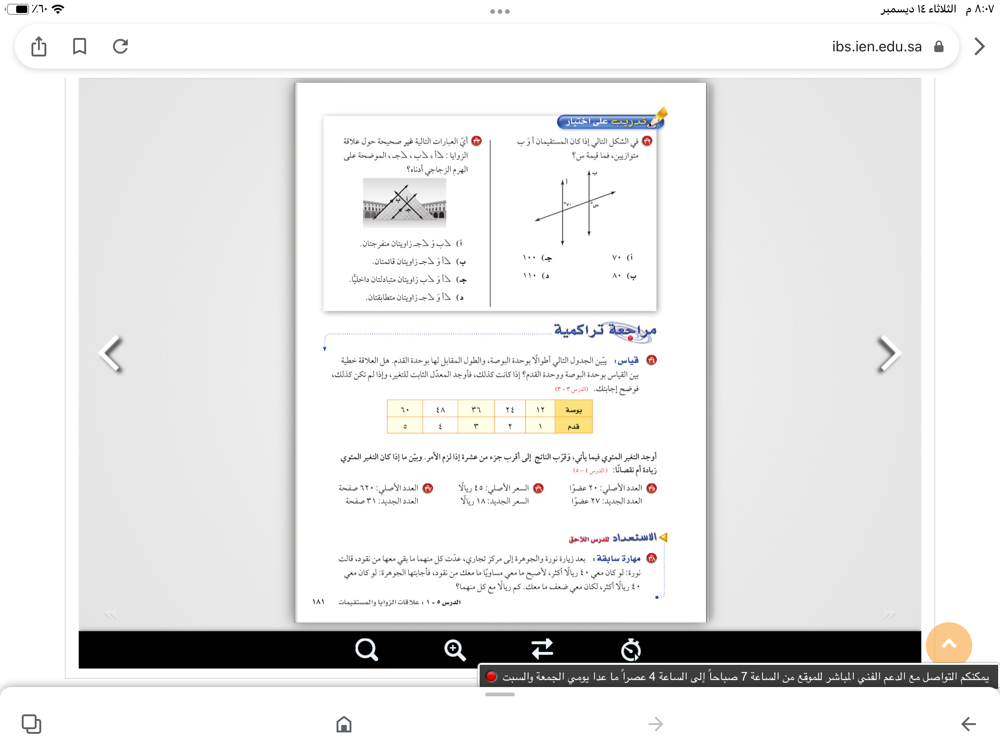 ٨:٠٧ م الثلاثاء ١٤ ديسمبر
٪٦٠
ibs.ien.edu.sa
تدريب على اختبار
٣٢ في الشكل التالي إذا كان المستقيمان أ وَ ب
متوازيين، فما قيمة س؟
ب
أ
٧٠°
س°
أ) ٧٠
جـ) ١٠٠
ب) ٨٠
د) ١١٠
٣٣ أيّ العبارات التالية غير صحيحة حول علاقة
الزوايا : ∠أ ، ∠ب ، ∠جـ ، الموضحة على
الهرم الزجاجي أدناه؟
ب أ
جـ
أ) ∠ب وَ ∠جـ زاويتان منفرجتان.
ب) ∠أ وَ ∠جـ زاويتان قائمتان.
جـ) ∠أ وَ ∠ب زاويتان متبادلتان داخليًّا.
د) ∠أ وَ ∠جـ زاويتان متطابقتان.
مراجعة تراكمية
٣٤ قياس : يبّين الجدول التالي أطوالًا بوحدة البوصة، والطول المقابل لها بوحدة القدم. هل العلاقة خطية
بين القياس بوحدة البوصة ووحدة القدم؟ إذا كانت كذلك، فأوجد المعدّل الثابت للتغير، وإذا لم تكن كذلك،
فوضح إجابتك. (الدرس ٣ - ٣)
بوصة ١٢ ٢٤ ٣٦ ٤٨ ٦٠
قدم ١ ٢ ٣ ٤ ٥
أوجد التغير المئوي فيما يأتي، وَقرّب الناتج إلى أقرب جزء من عشرة إذا لزم الأمر. وبيّن ما إذا كان التغير المئوي
زيادة أم نقصانًا: (الدرس ٤ - ٥)
٣٥ العدد الأصلي: ٢٠ عضوًا
العدد الجديد: ٢٧ عضوًا
٣٦ السعر الأصلي: ٤٥ ريالًا
السعر الجديد: ١٨ ريالًا
٣٧ العدد الأصلي: ٦٢٠ صفحة
العدد الجديد: ٣١ صفحة
الاستعداد للدرس اللاحق
٣٨ مهارة سابقة : بعد زيارة نورة والجوهرة إلى مركز تجاري، عدّت كل منهما ما بقي معها من نقود، قالت
نورة: لو كان معي ٤٠ ريالًا أكثر، لأصبح ما معي مساويًا ما معك من نقود، فأجابتها الجوهرة: لو كان معي
٤٠ ريالًا أكثر، لكان معي ضعف ما معك. كم ريالًا مع كل منهما؟
الدرس ٥ - ١ : علاقات الزوايا والمستقيمات ١٨١
يمكنكم التواصل مع الدعم الفني المباشر للموقع من الساعة 7 صباحاً إلى الساعة 4 عصراً ما عدا يومي الجمعة والسبت